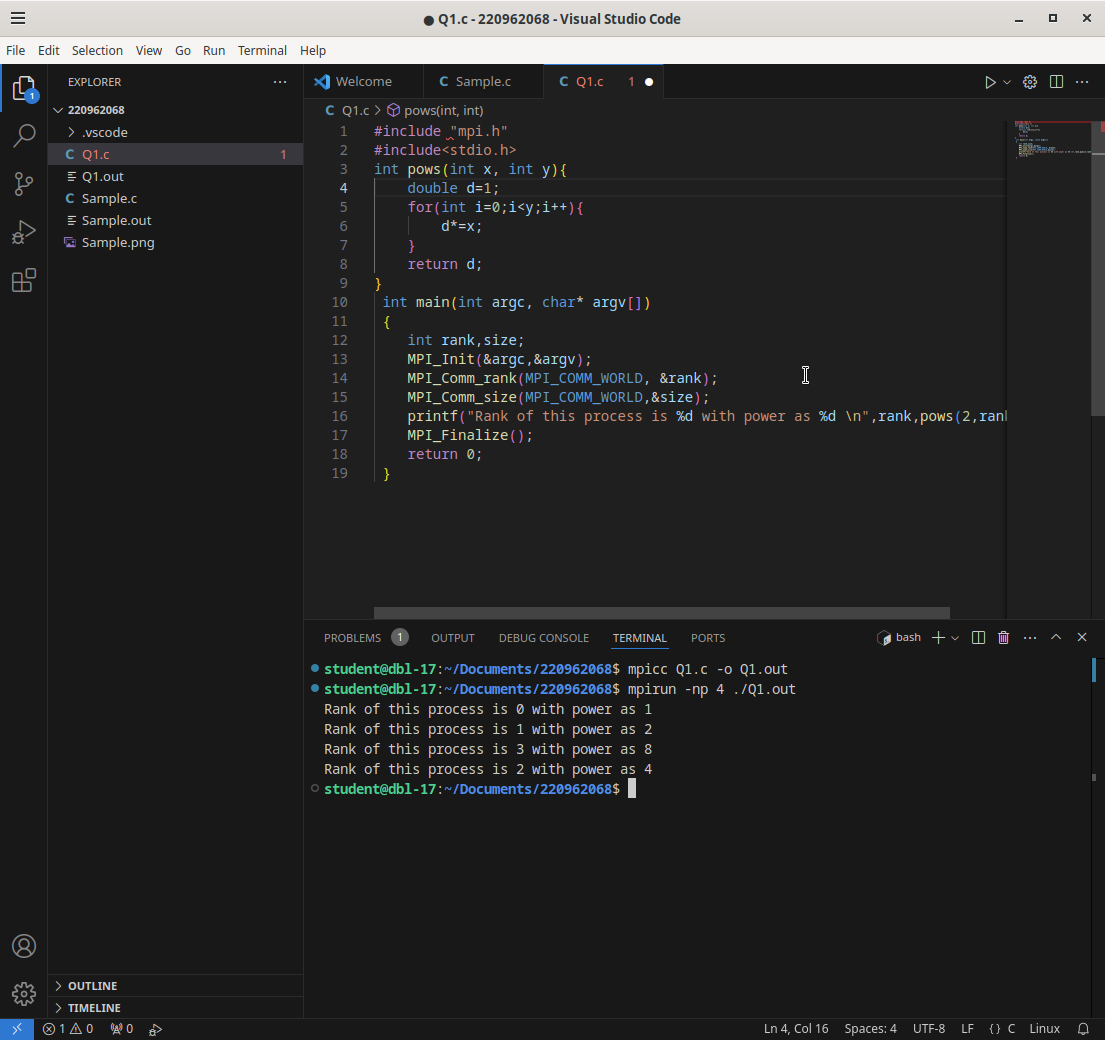 ● Q1.c - 220962068 - Visual Studio Code
File Edit Selection View Go Run Terminal Help
1
EXPLORER
220962068
.vscode
C Q1.c 1
Q1.out
C Sample.c
Sample.out
Sample.png
OUTLINE
TIMELINE
Welcome C Sample.c C Q1.c 1
C Q1.c > pows(int, int)
1 #include "mpi.h"
2 #include<stdio.h>
3 int pows(int x, int y){
4 double d=1;
5 for(int i=0;i<y;i++){
6 d*=x;
7 }
8 return d;
9 }
10 int main(int argc, char* argv[])
11 {
12 int rank,size;
13 MPI_Init(&argc,&argv);
14 MPI_Comm_rank(MPI_COMM_WORLD, &rank);
15 MPI_Comm_size(MPI_COMM_WORLD,&size);
16 printf("Rank of this process is %d with power as %d \n",rank,pows(2,rank
17 MPI_Finalize();
18 return 0;
19 }
PROBLEMS 1 OUTPUT DEBUG CONSOLE TERMINAL PORTS bash
student@dbl-17:~/Documents/220962068$ mpicc Q1.c -o Q1.out
student@dbl-17:~/Documents/220962068$ mpirun -np 4 ./Q1.out
Rank of this process is 0 with power as 1
Rank of this process is 1 with power as 2
Rank of this process is 3 with power as 8
Rank of this process is 2 with power as 4
student@dbl-17:~/Documents/220962068$
1 0 0 Ln 4, Col 16 Spaces: 4 UTF-8 LF {} C Linux